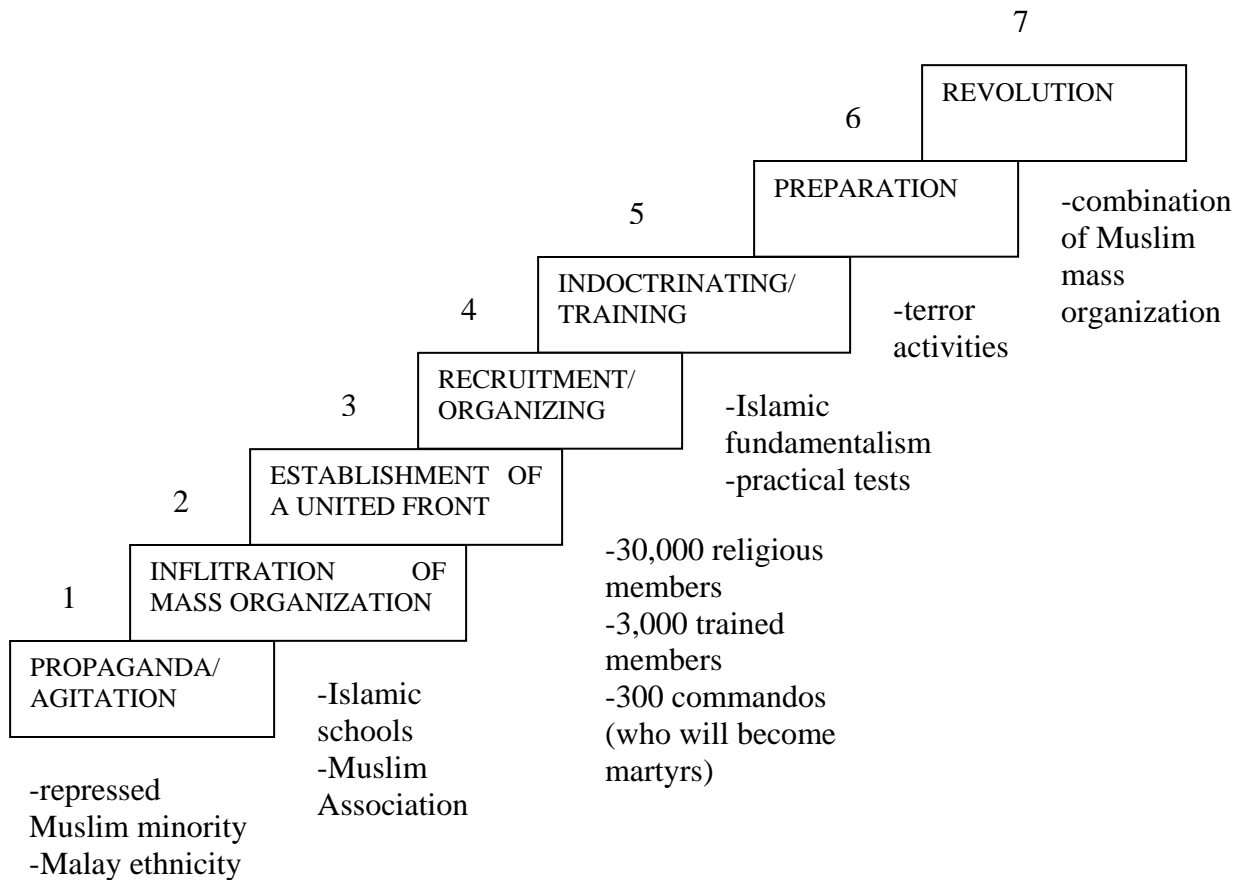 7
REVOLUTION
-combination
of Muslim
mass
organization
6
PREPARATION
-terror
activities
5
INDOCTRINATING/
TRAINING
-Islamic
fundamentalism
-practical tests
4
RECRUITMENT/
ORGANIZING
-30,000 religious
members
-3,000 trained
members
-300 commandos
(who will become
martyrs)
3
ESTABLISHMENT OF
A UNITED FRONT
2
INFLITRATION OF
MASS ORGANIZATION
-Islamic
schools
-Muslim
Association
1
PROPAGANDA/
AGITATION
-repressed
Muslim minority
-Malay ethnicity